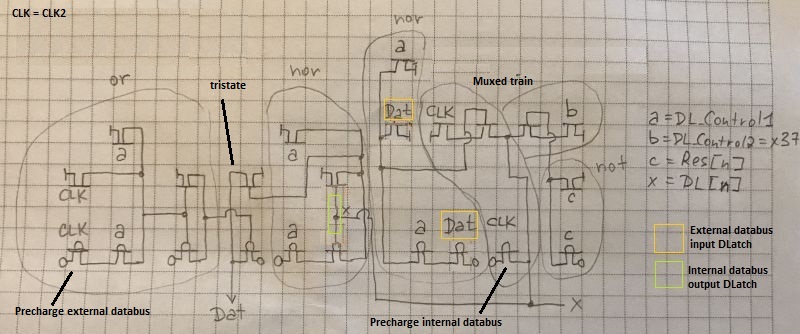 CLK = CLK2
nor
a
or
tristate
nor
Muxed train
Dat
CLK
b
a = DL_Control1
b = DL_Control2 = x37
c = Res[n]
x = DL[n]
a
a
not
CLK
c
x
CLK
a
a
a
Dat
CLK
c
External databus
input DLatch
Internal databus
output DLatch
Precharge external databus
Dat
Precharge internal databus
x